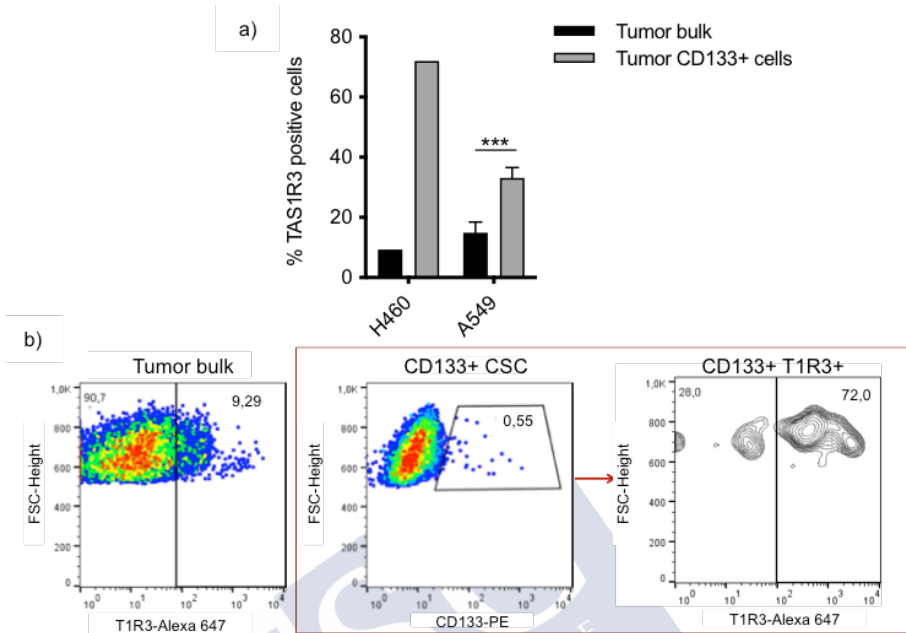 a)
Tumor bulk
Tumor CD133+ cells
% TAS1R3 positive cells
80
60
40
20
0
***
H460
A549
b)
Tumor bulk
CD133+ CSC
CD133+ T1R3+
FSC-Height
1,0K
800
600
400
200
0
90,7
9,29
10⁰ 10¹ 10² 10³ 10⁴
T1R3-Alexa 647
FSC-Height
1,0K
800
600
400
200
0
0,55
10⁰ 10¹ 10² 10³ 10⁴
CD133-PE
FSC-Height
1,0K
800
600
400
200
0
28,0
72,0
10⁰ 10¹ 10² 10³ 10⁴
T1R3-Alexa 647